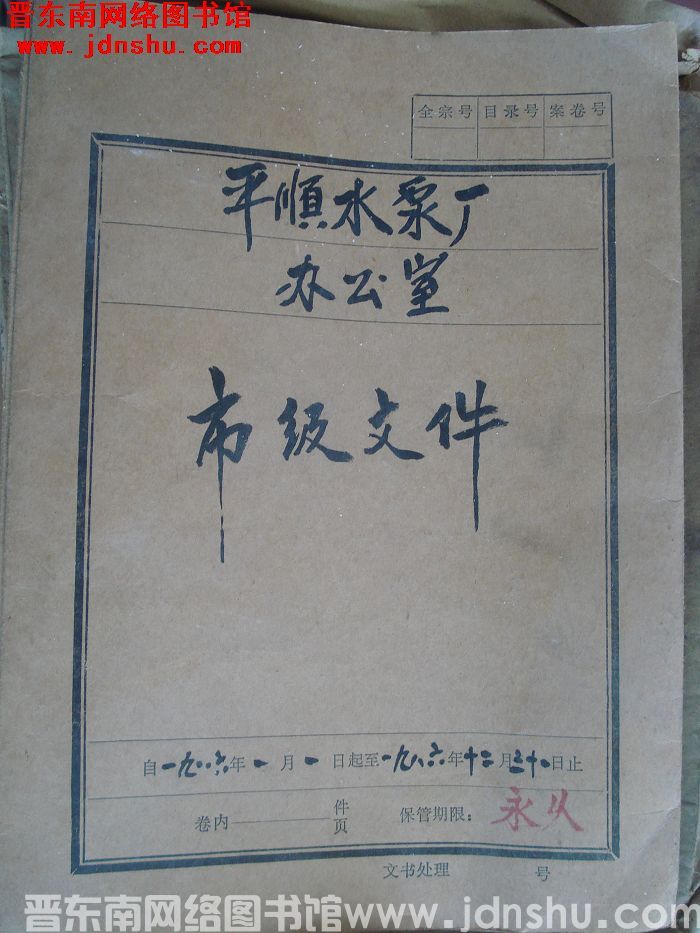 晋东南网络图书馆
www.jdnshu.com
全宗号 目录号 案卷号
平順水泵厂
办公室
市级文件
自一九八六年一月一日起至一九八六年十二月三十一日止
卷内 件页 保管期限：永久
文书处理 号
晋东南网络图书馆www.jdnshu.com